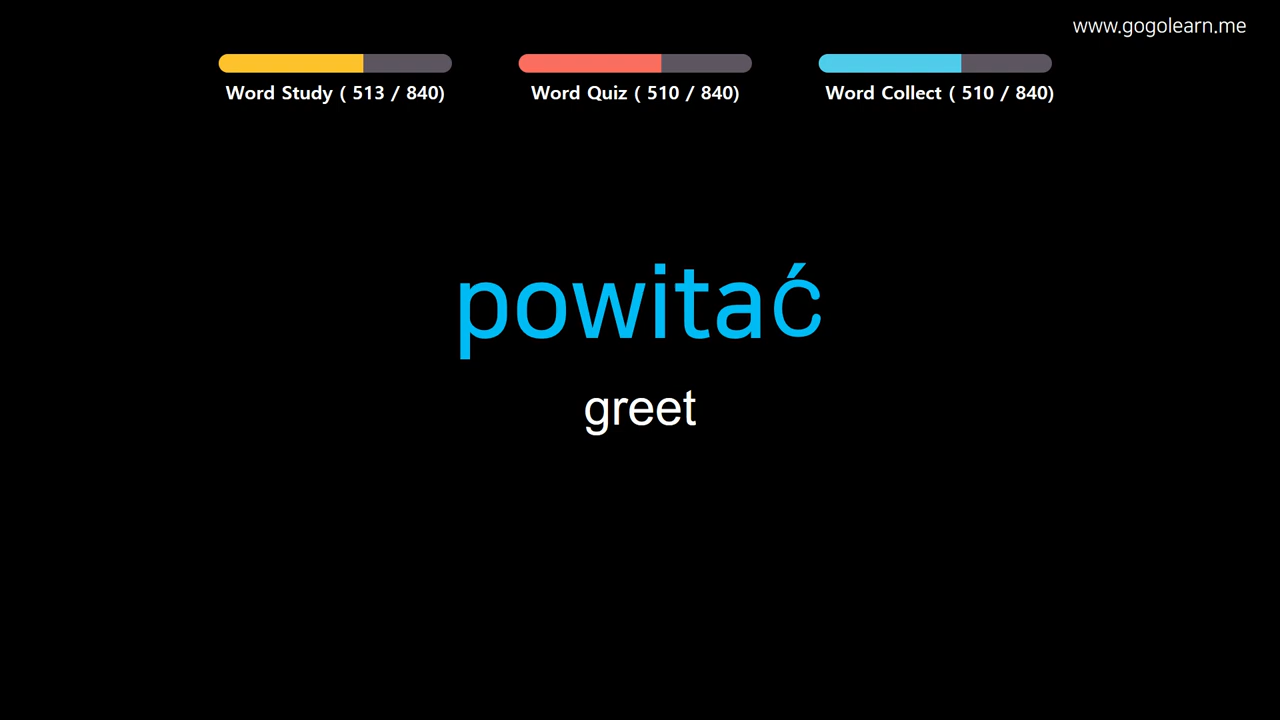 www.gogolearn.me
Word Study ( 513 / 840)
Word Quiz ( 510 / 840)
Word Collect ( 510 / 840)
powitać
greet